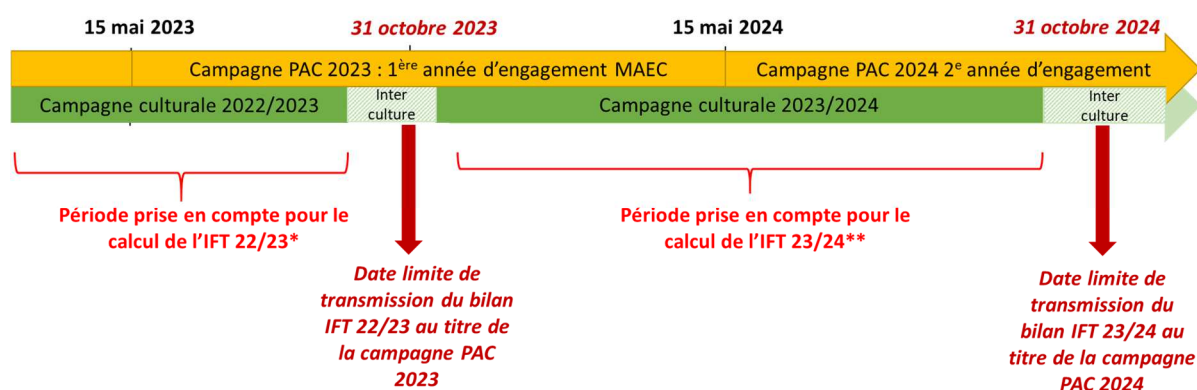 15 mai 2023
31 octobre 2023
15 mai 2024
31 octobre 2024
Campagne PAC 2023 : 1ère année d'engagement MAEC
Campagne PAC 2024 2e année d'engagement
Campagne culturale 2022/2023
Inter
culture
Campagne culturale 2023/2024
Inter
culture
Période prise en compte pour le
calcul de l'IFT 22/23*
Période prise en compte pour le
calcul de l'IFT 23/24**
Date limite de
transmission du bilan
IFT 22/23 au titre de
la campagne PAC
2023
Date limite de
transmission du
bilan IFT 23/24 au
titre de la campagne
PAC 2024